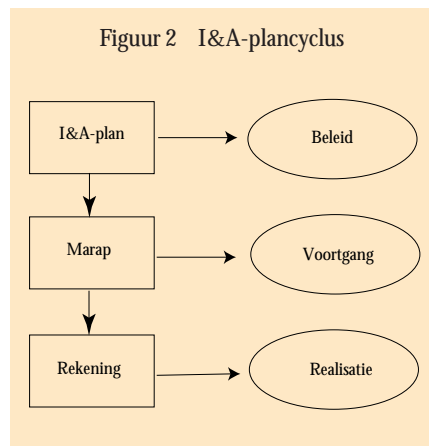 Figuur 2 I&A-plancyclus
I&A-plan
Beleid
Marap
Voortgang
Rekening
Realisatie